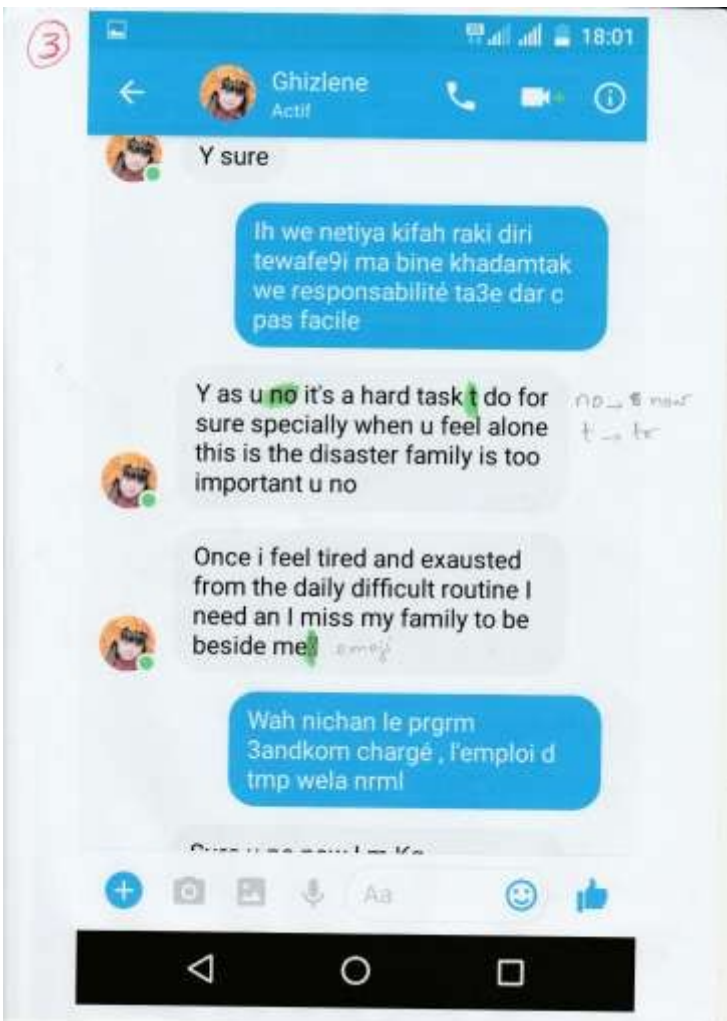 3
18:01
Ghizlene
Actif
Y sure
Ih we netiya kifah raki diri
tewafe9i ma bine khadamtak
we responsabilité ta3e dar c
pas facile
Y as u no it's a hard task t do for
sure specially when u feel alone
this is the disaster family is too
important u no
no → now
t → to
Once i feel tired and exausted
from the daily difficult routine I
need an I miss my family to be
beside me
emoji
Wah nichan le prgrm
3andkom chargé , l'emploi d
tmp wela nrml
Aa